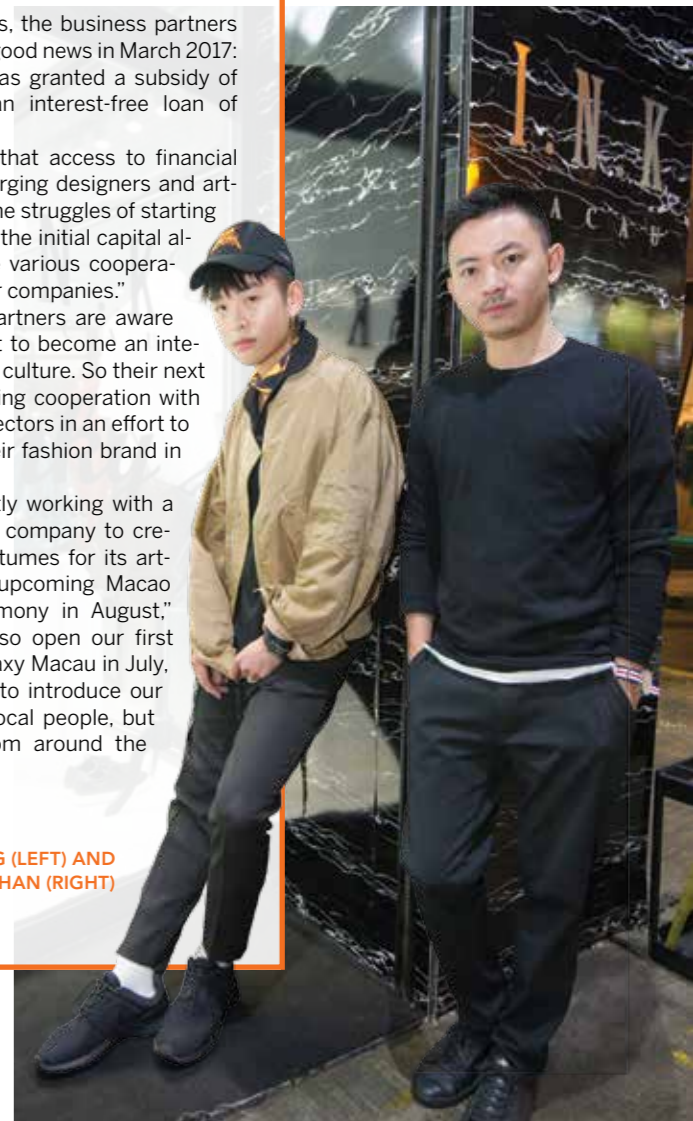 s, the business partners
ood news in March 2017:
as granted a subsidy of
an interest-free loan of
that access to financial
erging designers and art-
he struggles of starting
the initial capital al-
various coopera-
r companies.”
artners are aware
t to become an inte-
culture. So their next
ing cooperation with
ectors in an effort to
eir fashion brand in
tly working with a
company to cre-
tumes for its art-
upcoming Macao
mony in August,”
so open our first
axy Macau in July,
to introduce our
ocal people, but
om around the
G (LEFT) AND
HAN (RIGHT)
I.N.K
MACAU